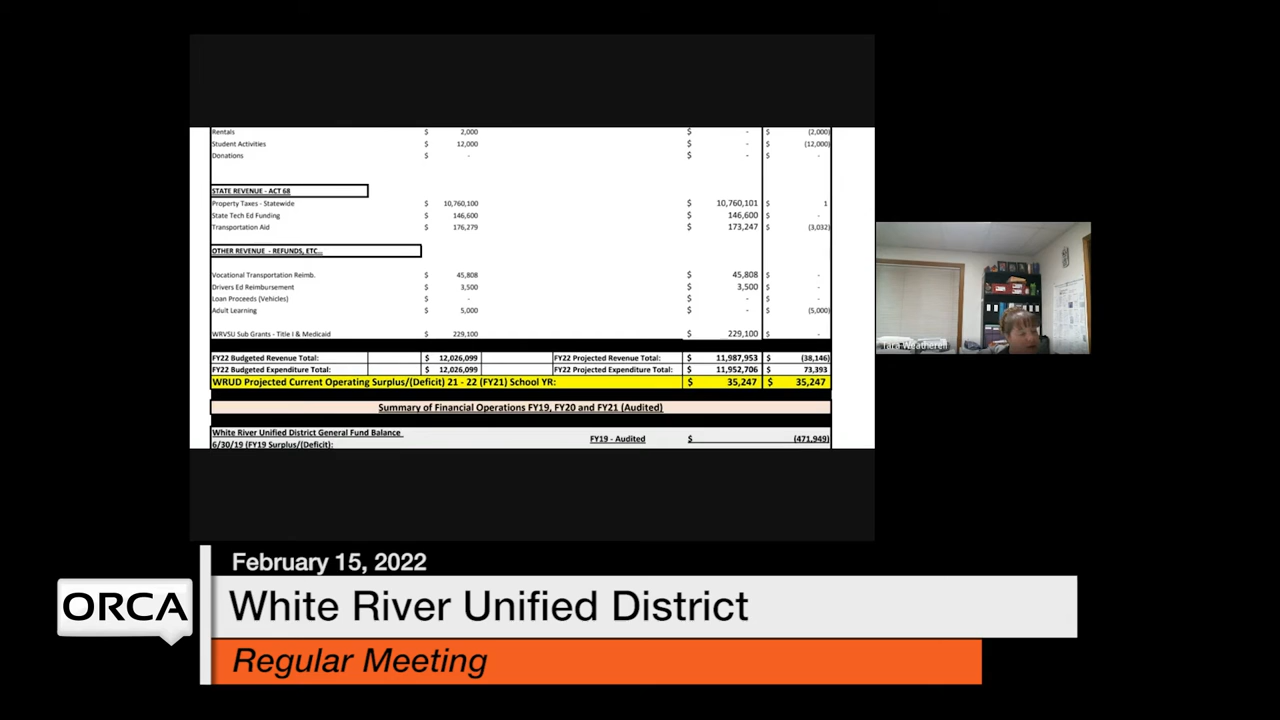 Rentals $ 2,000 $ - $ (2,000)
Student Activities $ 12,000 $ - $ (12,000)
Donations $ - $ - $ -
STATE REVENUE - ACT 68
Property Taxes - Statewide $ 10,760,100 $ 10,760,101 $ 1
State Tech Ed Funding $ 146,600 $ 146,600 $ -
Transportation Aid $ 176,279 $ 173,247 $ (3,032)
OTHER REVENUE - REFUNDS, ETC...
Vocational Transportation Reimb. $ 45,808 $ 45,808 $ -
Drivers Ed Reimbursement $ 3,500 $ 3,500 $ -
Loan Proceeds (Vehicles) $ - $ - $ -
Adult Learning $ 5,000 $ - $ (5,000)
WRVSU Sub Grants - Title I & Medicaid $ 229,100 $ 229,100 $ -
FY22 Budgeted Revenue Total: $ 12,026,099 FY22 Projected Revenue Total: $ 11,987,953 $ (38,146)
FY22 Budgeted Expenditure Total: $ 12,026,099 FY22 Projected Expenditure Total: $ 11,952,706 $ 73,393
WRUD Projected Current Operating Surplus/(Deficit) 21 - 22 (FY21) School YR: $ 35,247 $ 35,247
Summary of Financial Operations FY19, FY20 and FY21 (Audited)
White River Unified District General Fund Balance
6/30/19 (FY19 Surplus/(Deficit): FY19 - Audited $ (471,949)
Tara Weatherell
February 15, 2022
ORCA
White River Unified District
Regular Meeting